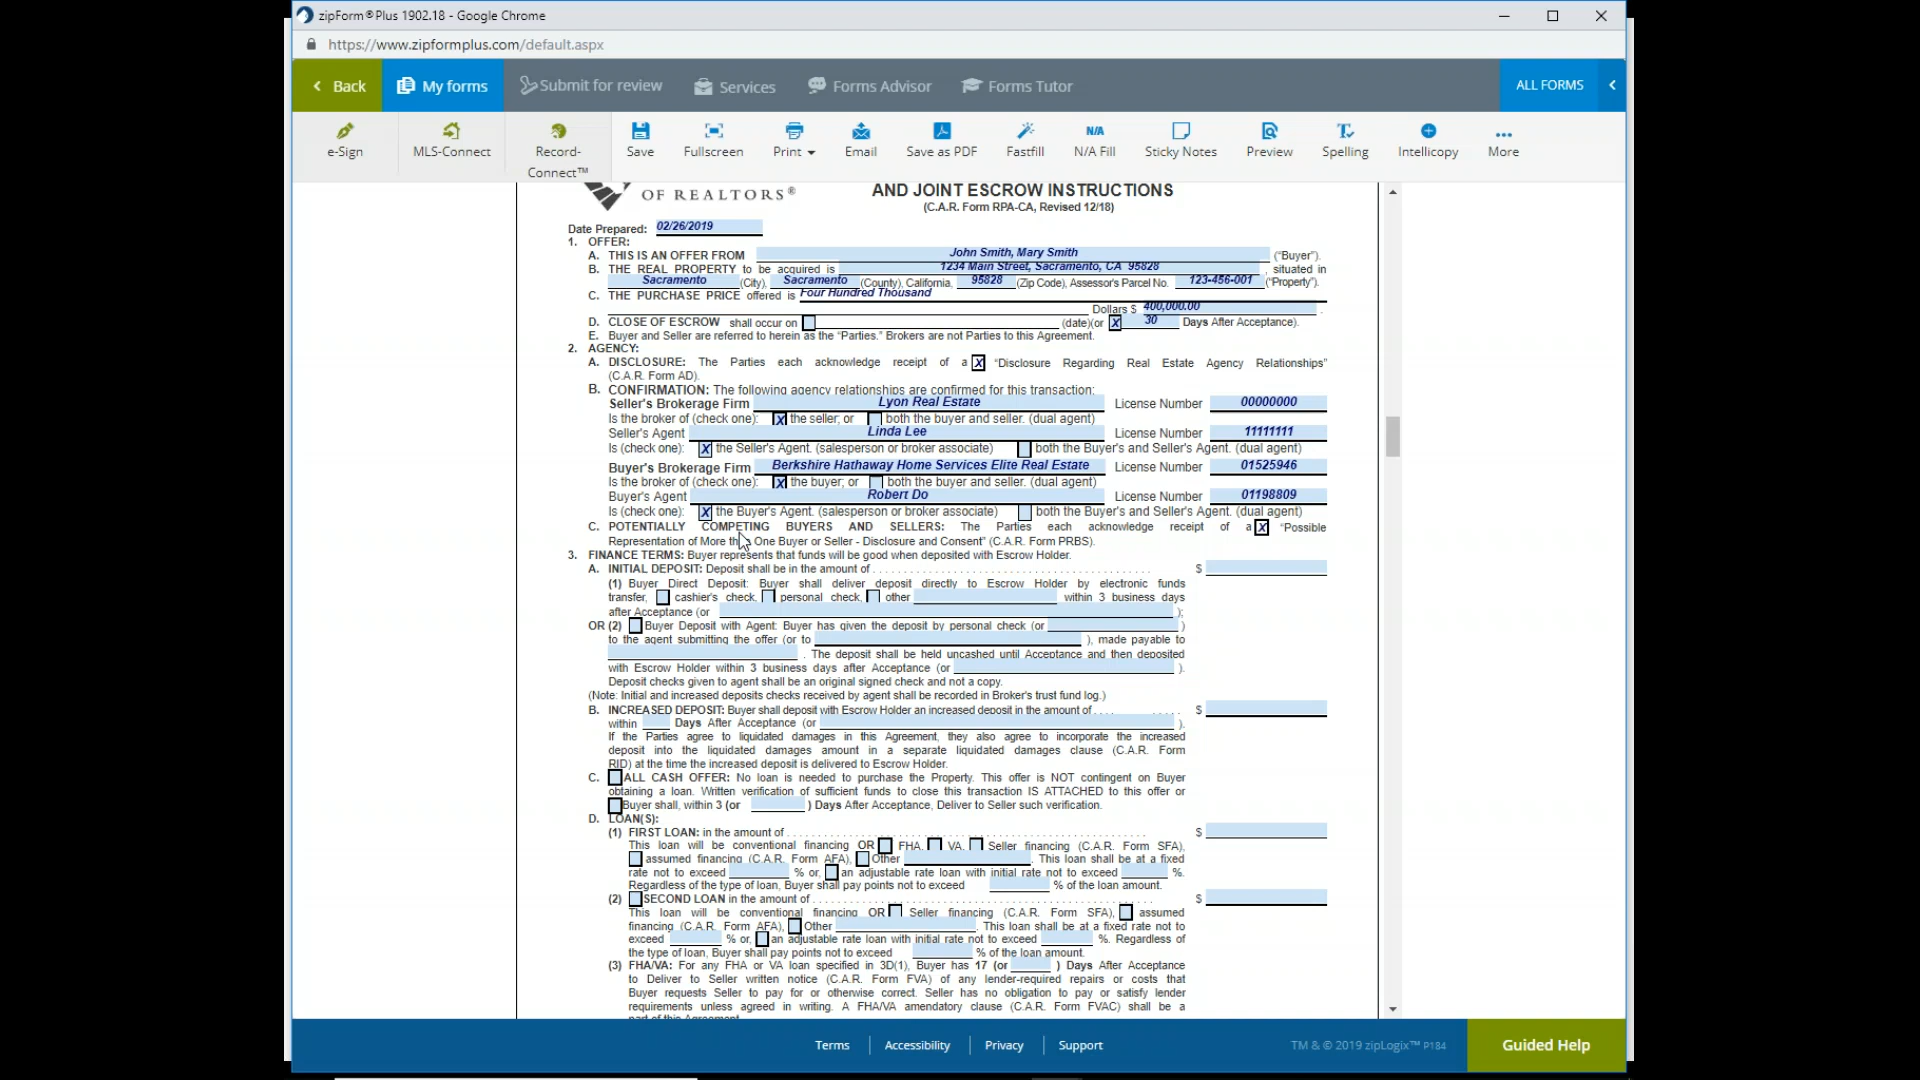 zipForm®Plus 1902.18 - Google Chrome
https://www.zipformplus.com/default.aspx
Back My forms Submit for review Services Forms Advisor Forms Tutor ALL FORMS
e-Sign MLS-Connect Record-Connect™ Save Fullscreen Print Email Save as PDF Fastfill N/A N/A Fill Sticky Notes Preview Spelling Intellicopy More
OF REALTORS® AND JOINT ESCROW INSTRUCTIONS
(C.A.R. Form RPA-CA, Revised 12/18)
Date Prepared: 02/26/2019
1. OFFER:
A. THIS IS AN OFFER FROM John Smith, Mary Smith ("Buyer").
B. THE REAL PROPERTY to be acquired is 1234 Main Street, Sacramento, CA 95828 , situated in
Sacramento (City), Sacramento (County), California, 95828 (Zip Code), Assessor's Parcel No. 123-456-001 ("Property").
C. THE PURCHASE PRICE offered is Four Hundred Thousand
Dollars $ 400,000.00 .
D. CLOSE OF ESCROW shall occur on (date)(or X 30 Days After Acceptance).
E. Buyer and Seller are referred to herein as the "Parties." Brokers are not Parties to this Agreement.
2. AGENCY:
A. DISCLOSURE: The Parties each acknowledge receipt of a X "Disclosure Regarding Real Estate Agency Relationships"
(C.A.R. Form AD).
B. CONFIRMATION: The following agency relationships are confirmed for this transaction:
Seller's Brokerage Firm Lyon Real Estate License Number 00000000
Is the broker of (check one): X the seller; or both the buyer and seller. (dual agent)
Seller's Agent Linda Lee License Number 11111111
Is (check one): X the Seller's Agent. (salesperson or broker associate) both the Buyer's and Seller's Agent. (dual agent)
Buyer's Brokerage Firm Berkshire Hathaway Home Services Elite Real Estate License Number 01525946
Is the broker of (check one): X the buyer; or both the buyer and seller. (dual agent)
Buyer's Agent Robert Do License Number 01198809
Is (check one): X the Buyer's Agent. (salesperson or broker associate) both the Buyer's and Seller's Agent. (dual agent)
C. POTENTIALLY COMPETING BUYERS AND SELLERS: The Parties each acknowledge receipt of a X "Possible
Representation of More than One Buyer or Seller - Disclosure and Consent" (C.A.R. Form PRBS).
3. FINANCE TERMS: Buyer represents that funds will be good when deposited with Escrow Holder.
A. INITIAL DEPOSIT: Deposit shall be in the amount of . . . . . . . . . . . . . . . . . . . . $
(1) Buyer Direct Deposit: Buyer shall deliver deposit directly to Escrow Holder by electronic funds
transfer, cashier's check, personal check, other within 3 business days
after Acceptance (or );
OR (2) Buyer Deposit with Agent: Buyer has given the deposit by personal check (or )
to the agent submitting the offer (or to ), made payable to
. The deposit shall be held uncashed until Acceptance and then deposited
with Escrow Holder within 3 business days after Acceptance (or ).
Deposit checks given to agent shall be an original signed check and not a copy.
(Note: Initial and increased deposits checks received by agent shall be recorded in Broker's trust fund log.)
B. INCREASED DEPOSIT: Buyer shall deposit with Escrow Holder an increased deposit in the amount of . . . . $
within Days After Acceptance (or ).
If the Parties agree to liquidated damages in this Agreement, they also agree to incorporate the increased
deposit into the liquidated damages amount in a separate liquidated damages clause (C.A.R. Form
RID) at the time the increased deposit is delivered to Escrow Holder.
C. ALL CASH OFFER: No loan is needed to purchase the Property. This offer is NOT contingent on Buyer
obtaining a loan. Written verification of sufficient funds to close this transaction IS ATTACHED to this offer or
Buyer shall, within 3 (or ) Days After Acceptance, Deliver to Seller such verification.
D. LOAN(S):
(1) FIRST LOAN: in the amount of . . . . . . . . . . . . . . . . . . . . $
This loan will be conventional financing OR FHA, VA, Seller financing (C.A.R. Form SFA),
assumed financing (C.A.R. Form AFA), Other . This loan shall be at a fixed
rate not to exceed % or, an adjustable rate loan with initial rate not to exceed %.
Regardless of the type of loan, Buyer shall pay points not to exceed % of the loan amount.
(2) SECOND LOAN in the amount of . . . . . . . . . . . . . . . . . . . . $
This loan will be conventional financing OR Seller financing (C.A.R. Form SFA), assumed
financing (C.A.R. Form AFA), Other . This loan shall be at a fixed rate not to
exceed % or, an adjustable rate loan with initial rate not to exceed %. Regardless of
the type of loan, Buyer shall pay points not to exceed % of the loan amount.
(3) FHA/VA: For any FHA or VA loan specified in 3D(1), Buyer has 17 (or ) Days After Acceptance
to Deliver to Seller written notice (C.A.R. Form FVA) of any lender-required repairs or costs that
Buyer requests Seller to pay for or otherwise correct. Seller has no obligation to pay or satisfy lender
requirements unless agreed in writing. A FHA/VA amendatory clause (C.A.R. Form FVAC) shall be a
part of this Agreement.
Terms Accessibility Privacy Support TM & © 2019 zipLogix™ P184 Guided Help